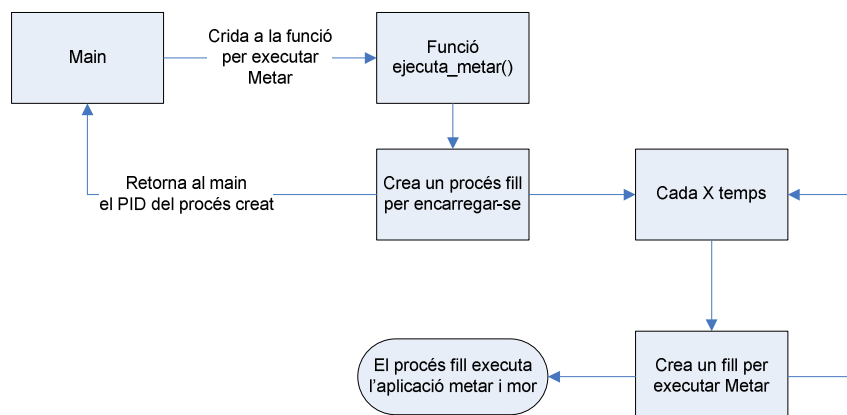 Main
Crida a la funció
per executar
Metar
Funció
ejecuta_metar()
Retorna al main
el PID del procés creat
Crea un procés fill
per encarregar-se
Cada X temps
El procés fill executa
l’aplicació metar i mor
Crea un fill per
executar Metar